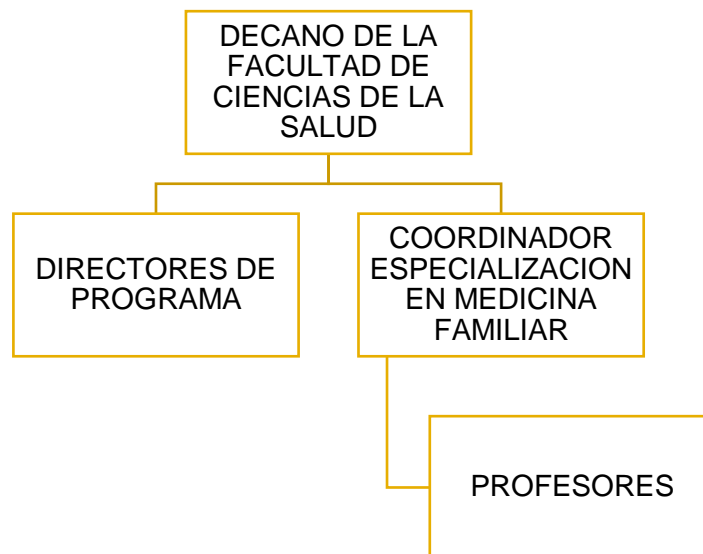 DECANO DE LA
FACULTAD DE
CIENCIAS DE LA
SALUD
DIRECTORES DE
PROGRAMA
COORDINADOR
ESPECIALIZACION
EN MEDICINA
FAMILIAR
PROFESORES